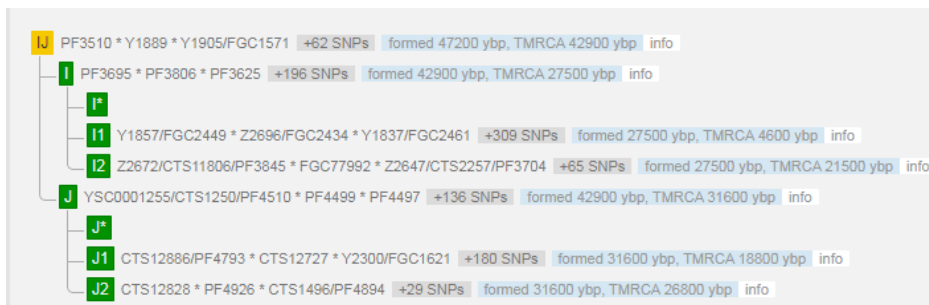 IJ PF3510 * Y1889 * Y1905/FGC1571 +62 SNPs formed 47200 ybp, TMRCA 42900 ybp info
I PF3695 * PF3806 * PF3625 +196 SNPs formed 42900 ybp, TMRCA 27500 ybp info
I*
I1 Y1857/FGC2449 * Z2696/FGC2434 * Y1837/FGC2461 +309 SNPs formed 27500 ybp, TMRCA 4600 ybp info
I2 Z2672/CTS11806/PF3845 * FGC77992 * Z2647/CTS2257/PF3704 +65 SNPs formed 27500 ybp, TMRCA 21500 ybp info
J YSC0001255/CTS1250/PF4510 * PF4499 * PF4497 +136 SNPs formed 42900 ybp, TMRCA 31600 ybp info
J*
J1 CTS12886/PF4793 * CTS12727 * Y2300/FGC1621 +180 SNPs formed 31600 ybp, TMRCA 18800 ybp info
J2 CTS12828 * PF4926 * CTS1496/PF4894 +29 SNPs formed 31600 ybp, TMRCA 26800 ybp info